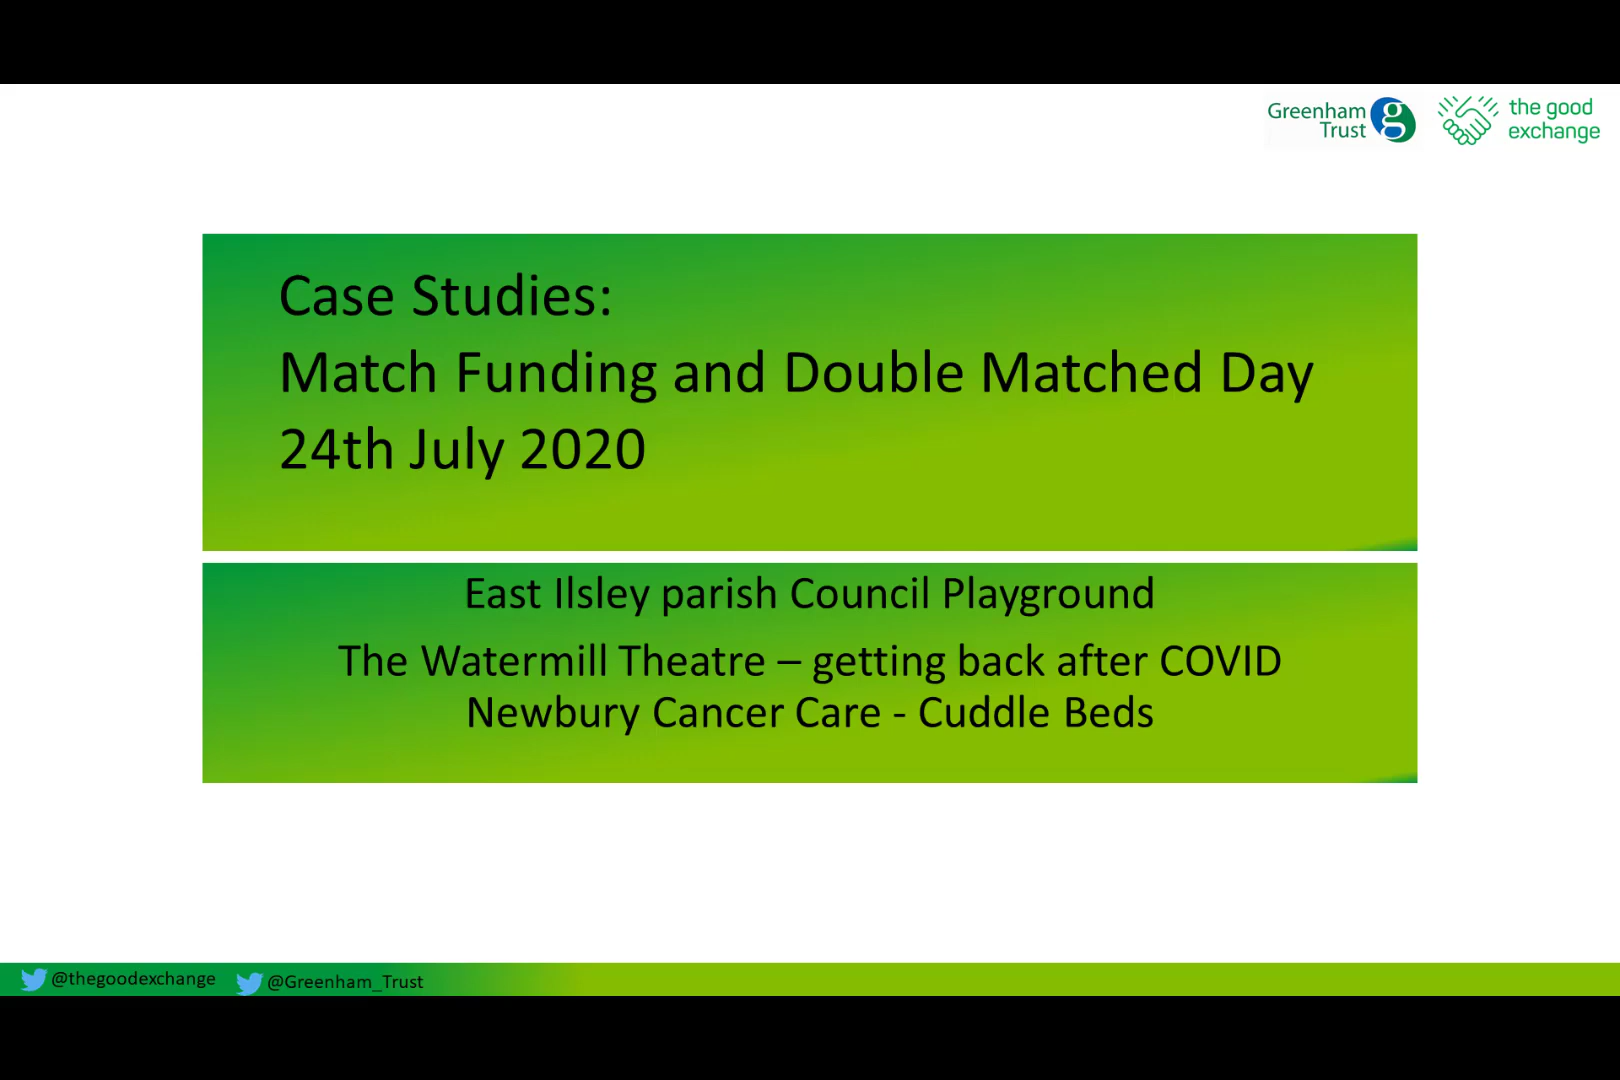 Greenham
Trust
g
the good
exchange
Case Studies:
Match Funding and Double Matched Day
24th July 2020
East Ilsley parish Council Playground
The Watermill Theatre – getting back after COVID
Newbury Cancer Care - Cuddle Beds
@thegoodexchange
@Greenham_Trust